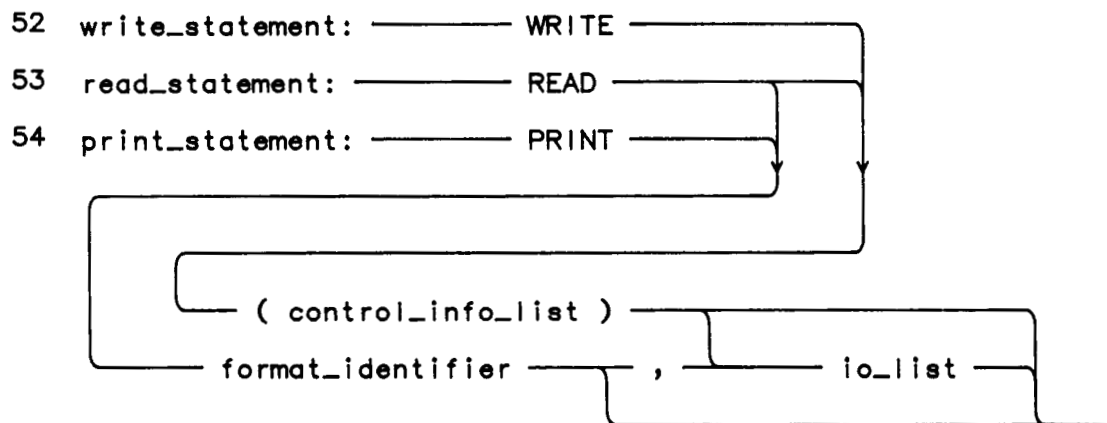 52 write_statement: WRITE
53 read_statement: READ
54 print_statement: PRINT
( control_info_list )
format_identifier , io_list